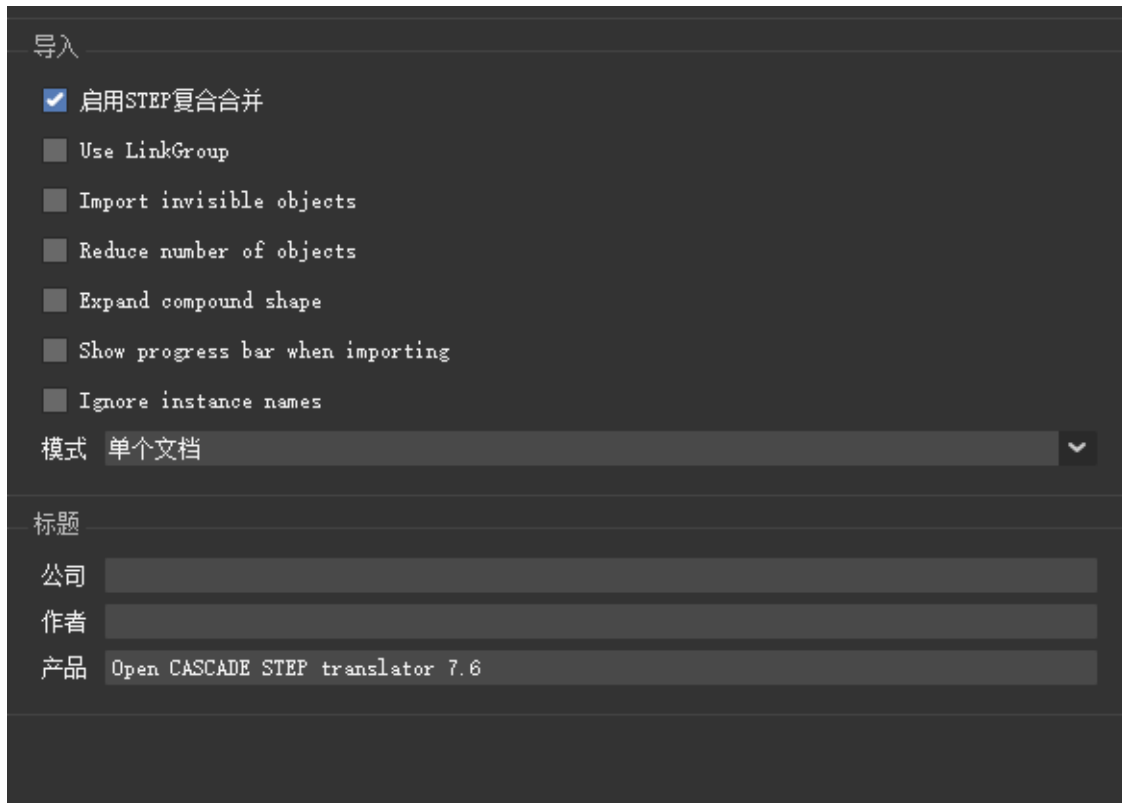 导入
启用STEP复合合并
Use LinkGroup
Import invisible objects
Reduce number of objects
Expand compound shape
Show progress bar when importing
Ignore instance names
模式 单个文档
标题
公司
作者
产品 Open CASCADE STEP translator 7.6